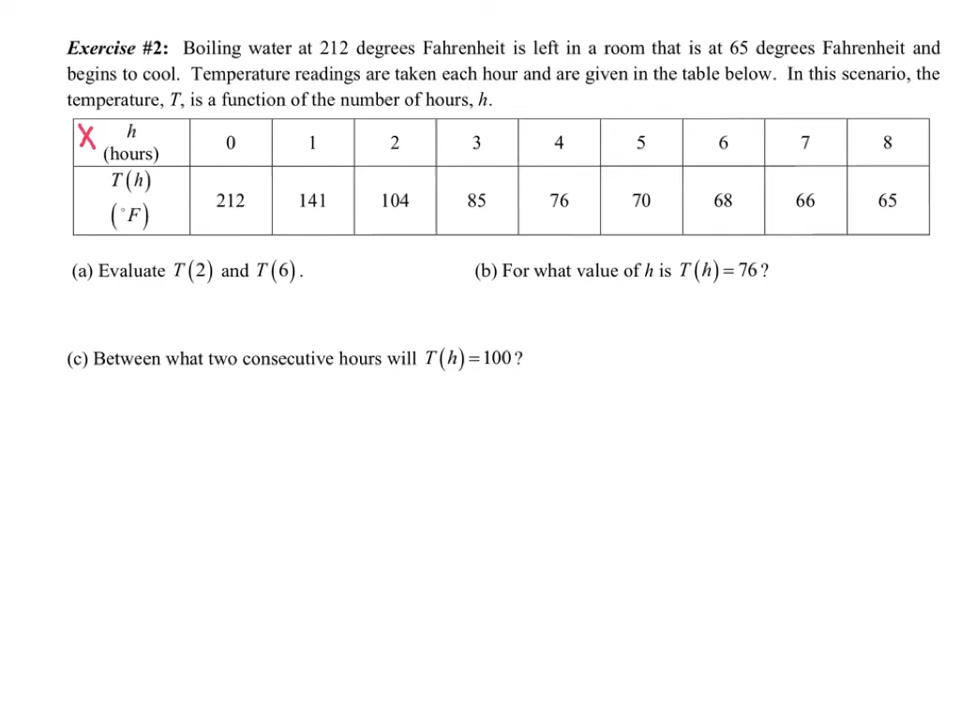 Exercise #2: Boiling water at 212 degrees Fahrenheit is left in a room that is at 65 degrees Fahrenheit and
begins to cool. Temperature readings are taken each hour and are given in the table below. In this scenario, the
temperature, T, is a function of the number of hours, h.
X h (hours) 0 1 2 3 4 5 6 7 8
T(h) (°F) 212 141 104 85 76 70 68 66 65
(a) Evaluate T(2) and T(6). (b) For what value of h is T(h)=76?
(c) Between what two consecutive hours will T(h)=100?